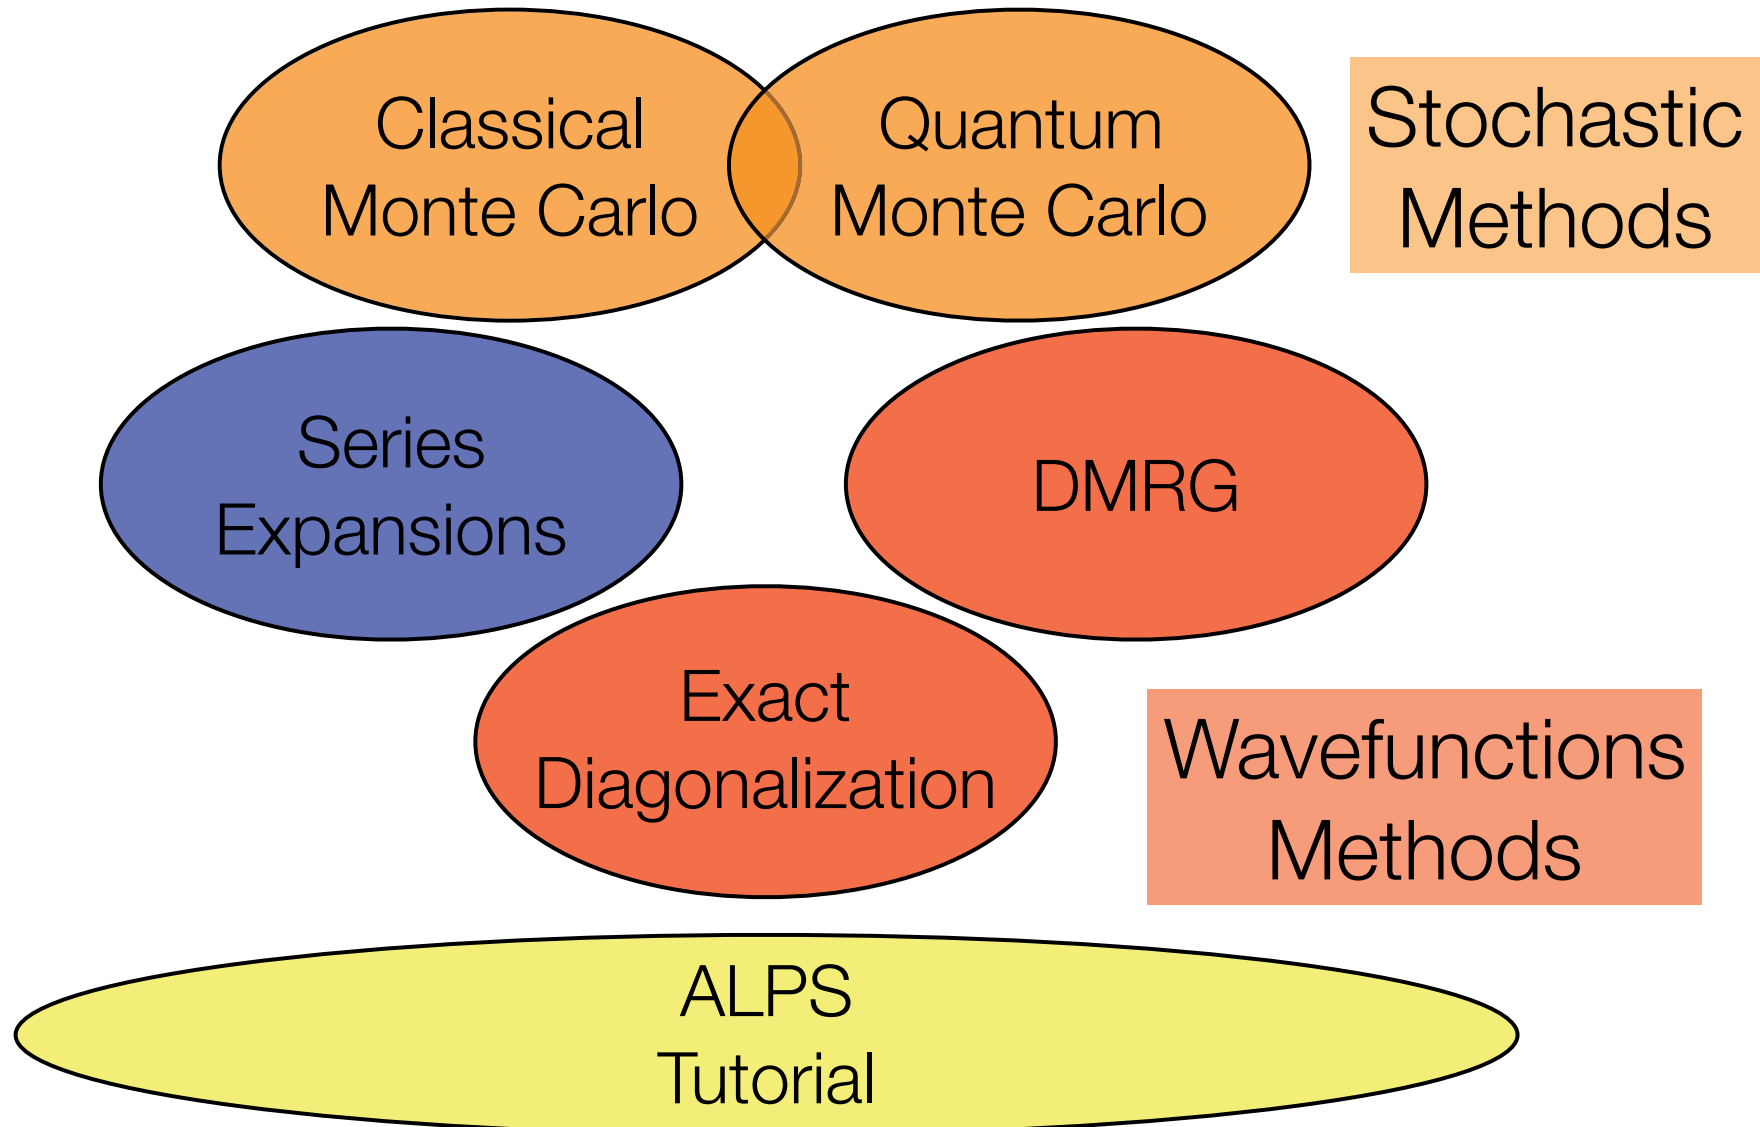 Classical
Monte Carlo
Quantum
Monte Carlo
Stochastic
Methods
Series
Expansions
DMRG
Exact
Diagonalization
Wavefunctions
Methods
ALPS
Tutorial